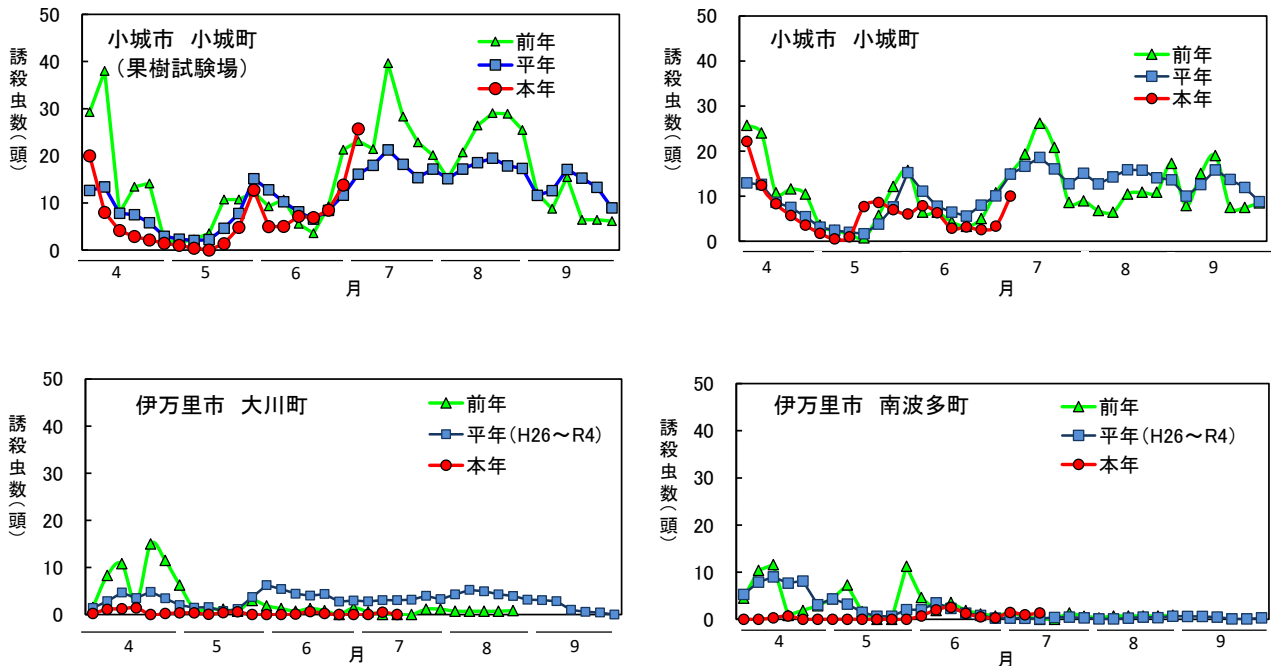 小城市 小城町
(果樹試験場)
前年
平年
本年
誘殺虫数(頭)
50
40
30
20
10
0
4 5 6 7 8 9
月
小城市 小城町
前年
平年
本年
誘殺虫数(頭)
50
40
30
20
10
0
4 5 6 7 8 9
月
伊万里市 大川町
前年
平年(H26~R4)
本年
誘殺虫数(頭)
50
40
30
20
10
0
4 5 6 7 8 9
月
伊万里市 南波多町
前年
平年(H26~R4)
本年
誘殺虫数(頭)
50
40
30
20
10
0
4 5 6 7 8 9
月